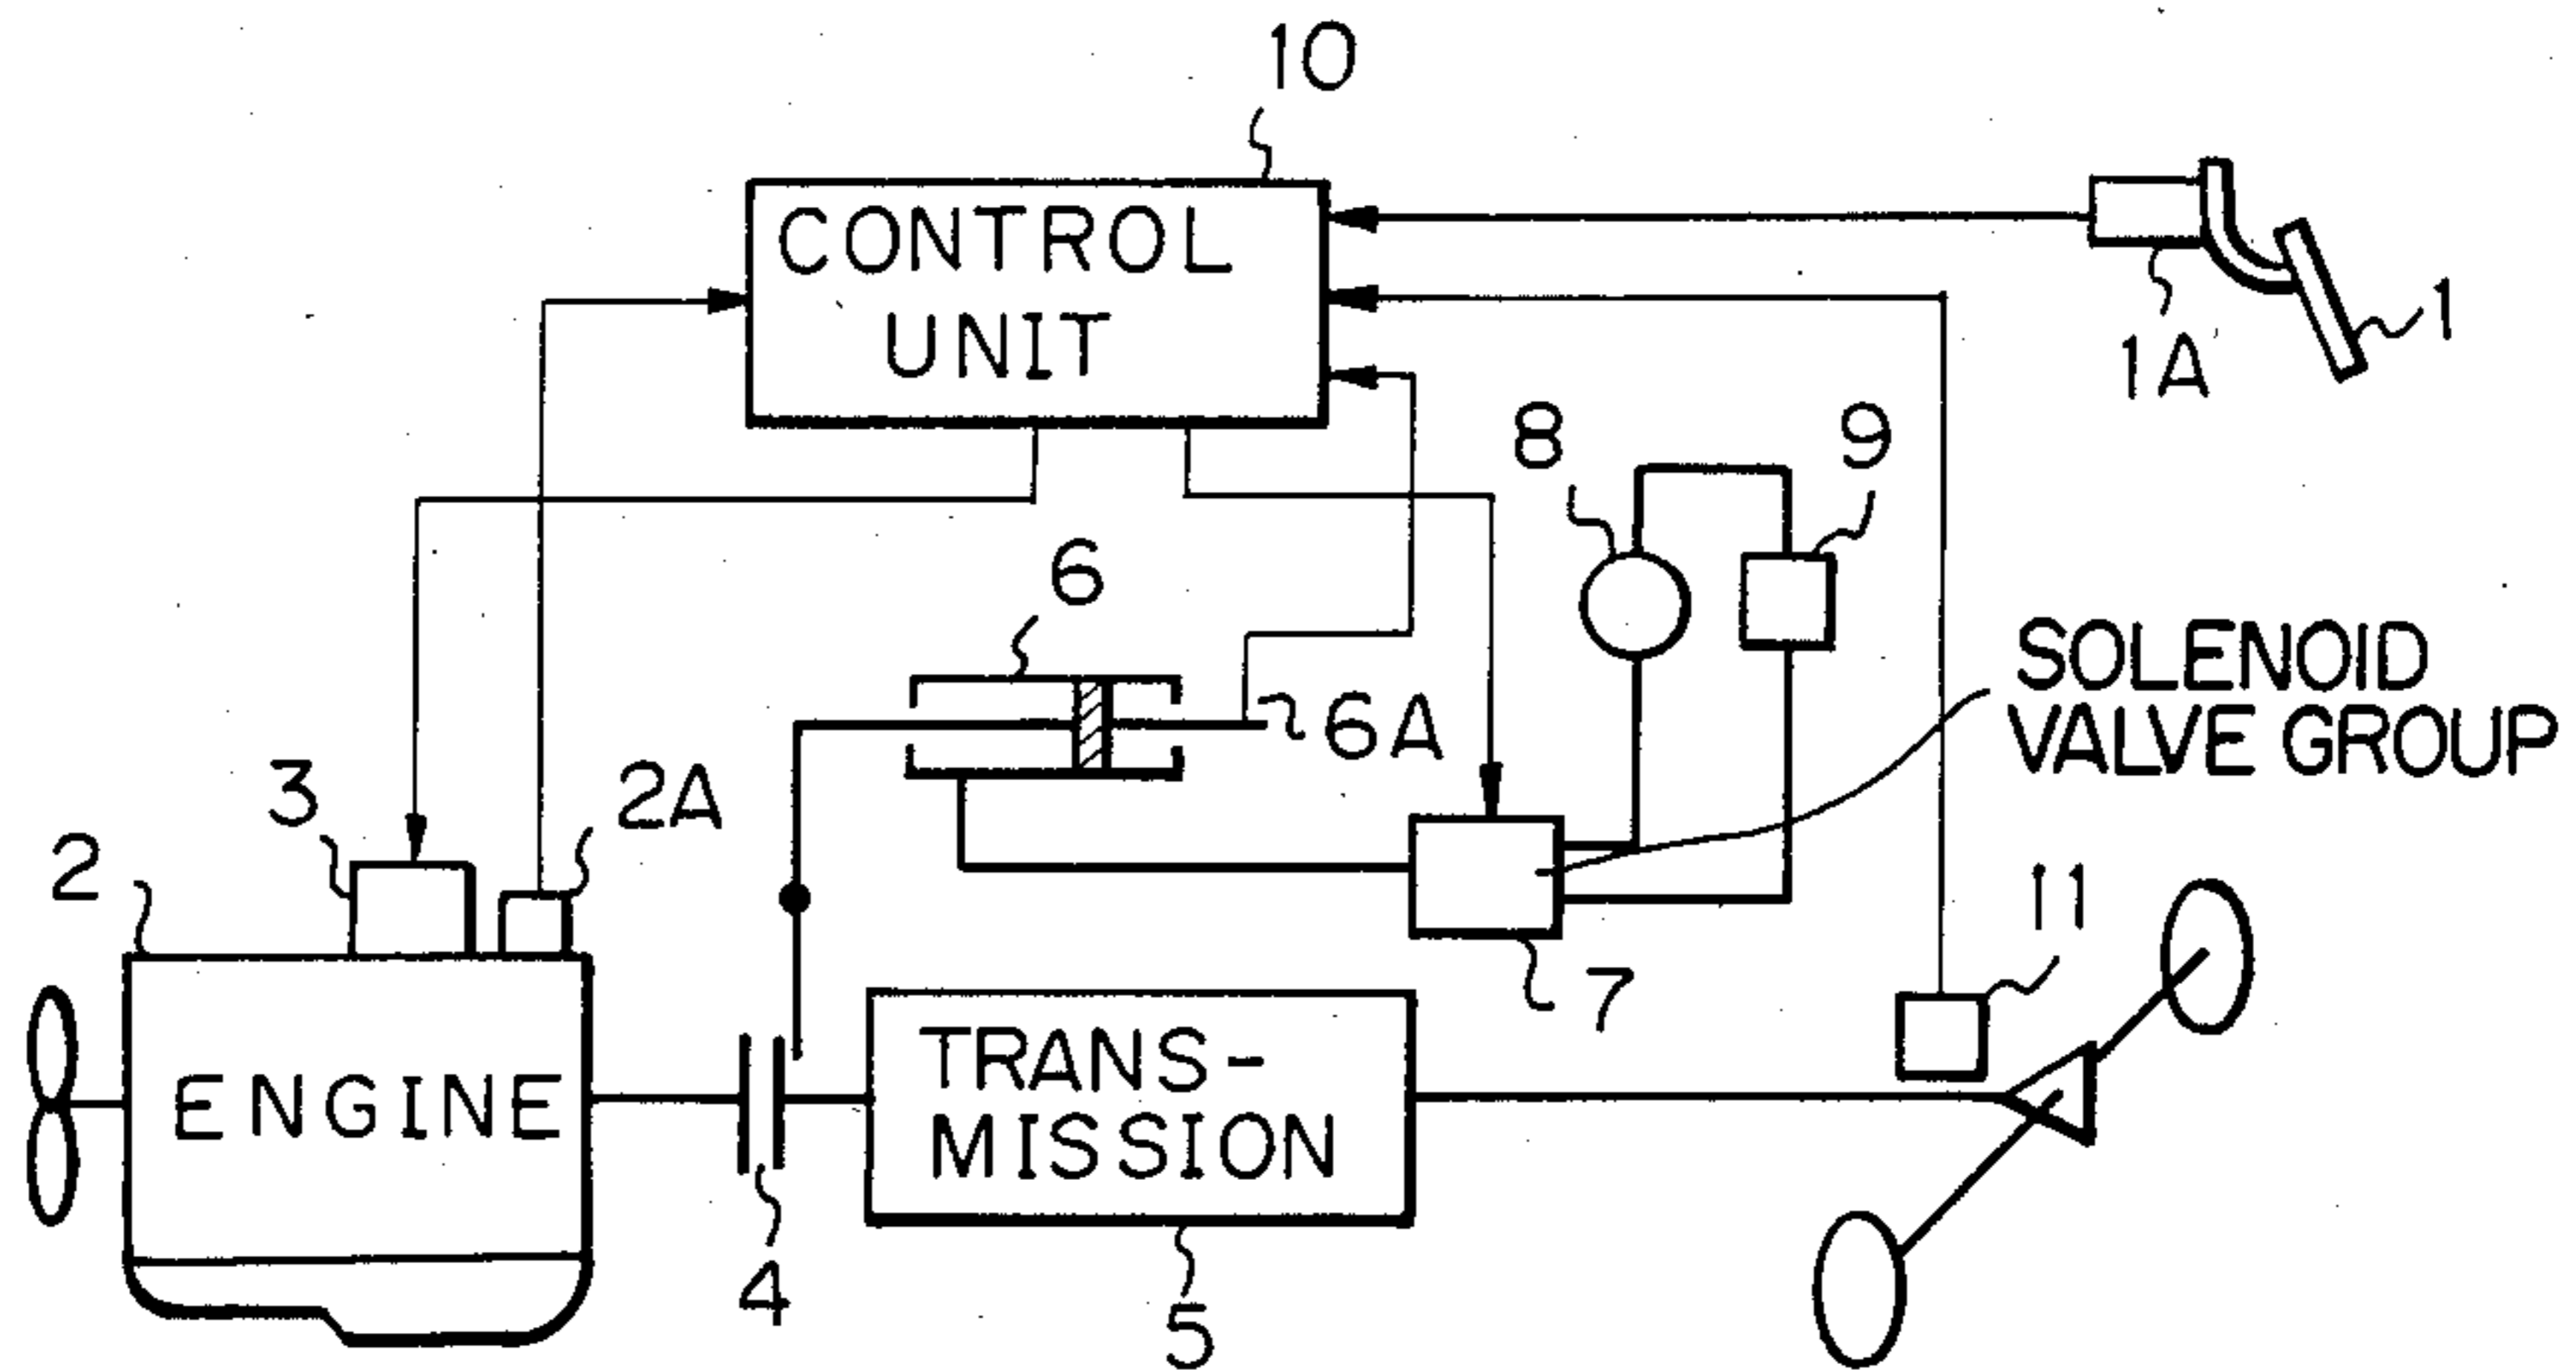 10
CONTROL
UNIT
1
1A
8
9
6
6A
SOLENOID
VALVE GROUP
3
2A
2
11
7
ENGINE
TRANS-
MISSION
4
5